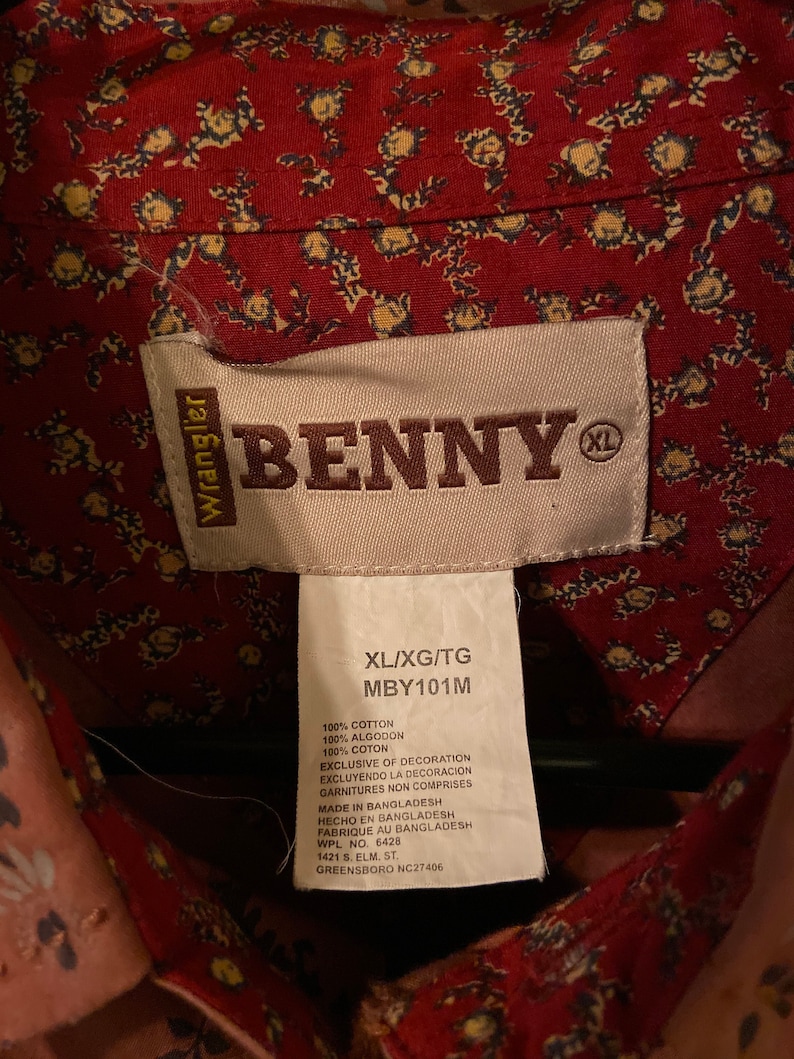 Wrangler
BENNY XL
XL/XG/TG
MBY101M
100% COTTON
100% ALGODON
100% COTON
EXCLUSIVE OF DECORATION
EXCLUYENDO LA DECORACION
GARNITURES NON COMPRISES
MADE IN BANGLADESH
HECHO EN BANGLADESH
FABRIQUE AU BANGLADESH
WPL NO. 6428
1421 S. ELM. ST.
GREENSBORO NC27406